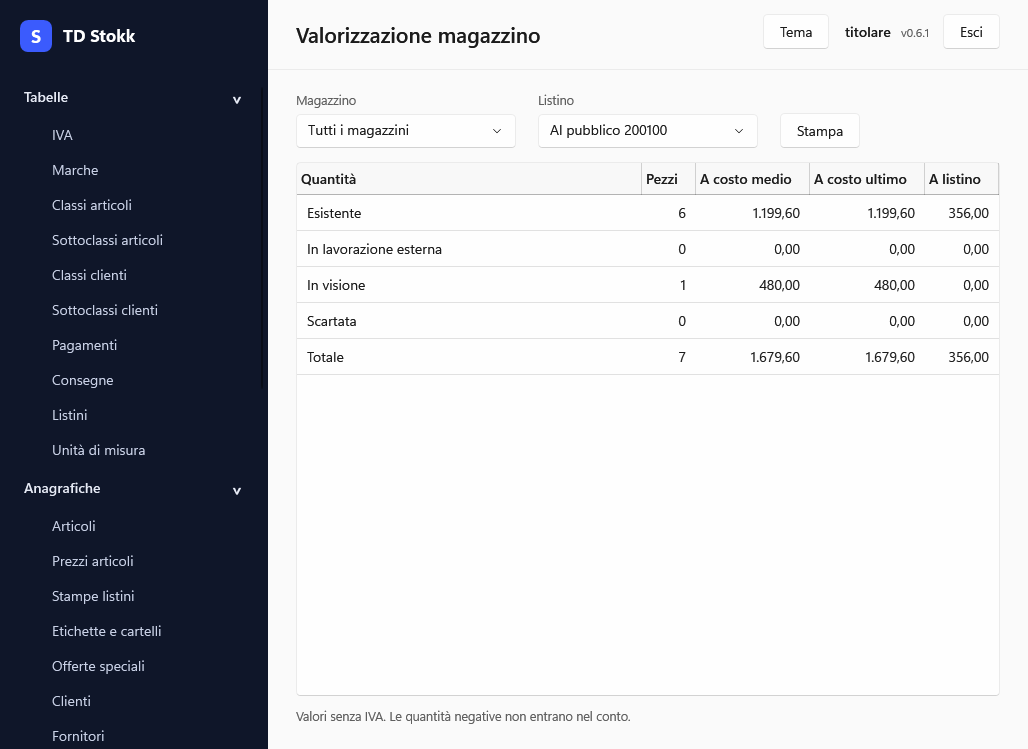 S TD Stokk
Tabelle
IVA
Marche
Classi articoli
Sottoclassi articoli
Classi clienti
Sottoclassi clienti
Pagamenti
Consegne
Listini
Unità di misura
Anagrafiche
Articoli
Prezzi articoli
Stampe listini
Etichette e cartelli
Offerte speciali
Clienti
Fornitori
Valorizzazione magazzino
Tema titolare v0.6.1 Esci
Magazzino Listino
Tutti i magazzini Al pubblico 200100 Stampa
Quantità Pezzi A costo medio A costo ultimo A listino
Esistente 6 1.199,60 1.199,60 356,00
In lavorazione esterna 0 0,00 0,00 0,00
In visione 1 480,00 480,00 0,00
Scartata 0 0,00 0,00 0,00
Totale 7 1.679,60 1.679,60 356,00
Valori senza IVA. Le quantità negative non entrano nel conto.